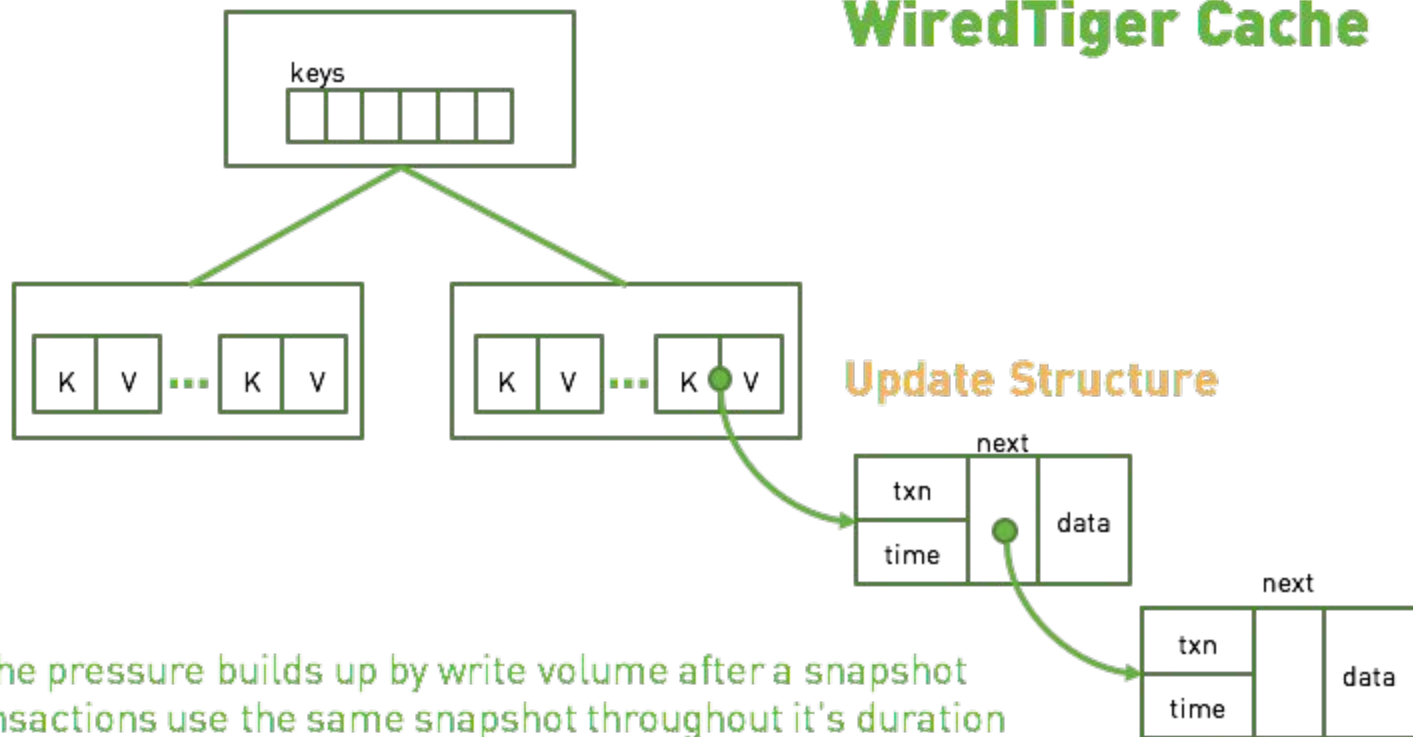 WiredTiger Cache
keys
K V ... K V
K V ... K V
Update Structure
next
txn
data
time
next
txn
data
time
he pressure builds up by write volume after a snapshot
nsactions use the same snapshot throughout it's duration